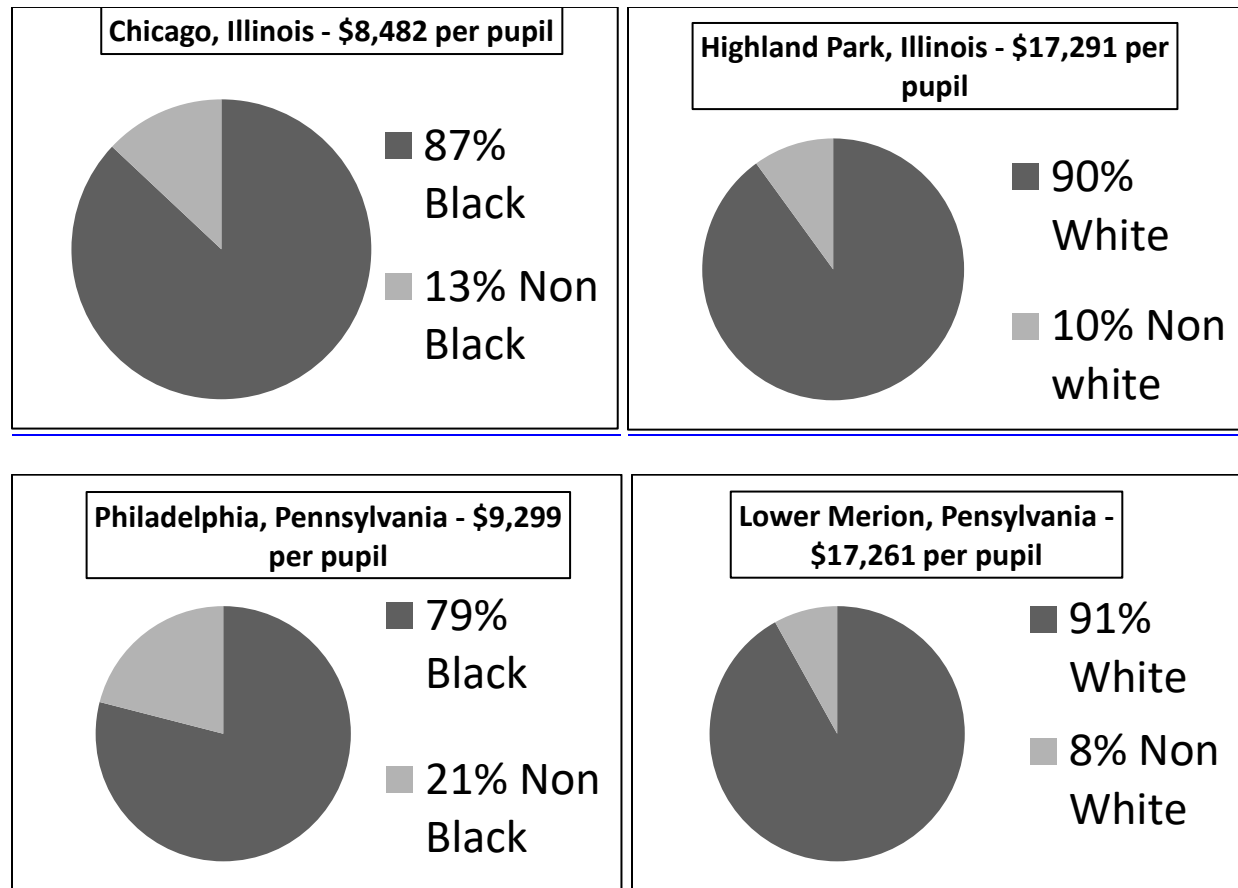 Chicago, Illinois - $8,482 per pupil
87%
Black
13% Non
Black
Highland Park, Illinois - $17,291 per
pupil
90%
White
10% Non
white
Philadelphia, Pennsylvania - $9,299
per pupil
79%
Black
21% Non
Black
Lower Merion, Pensylvania -
$17,261 per pupil
91%
White
8% Non
White